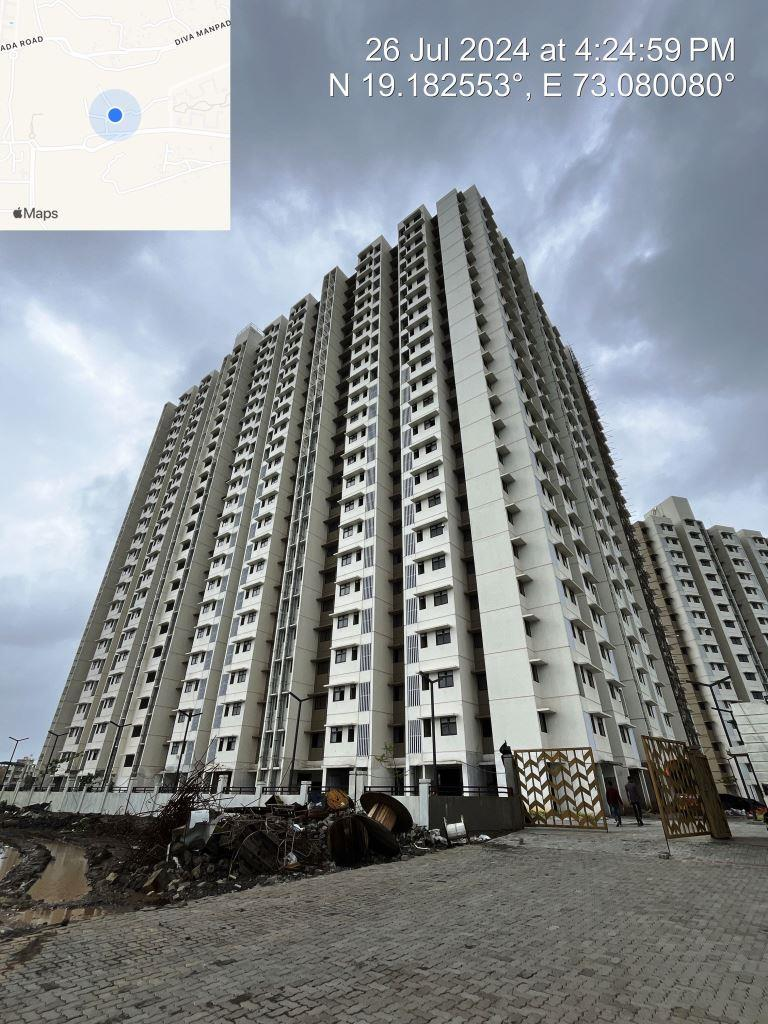 ADA ROAD
DIVA MANPAD
26 Jul 2024 at 4:24:59 PM
N 19.182553°, E 73.080080°
Maps